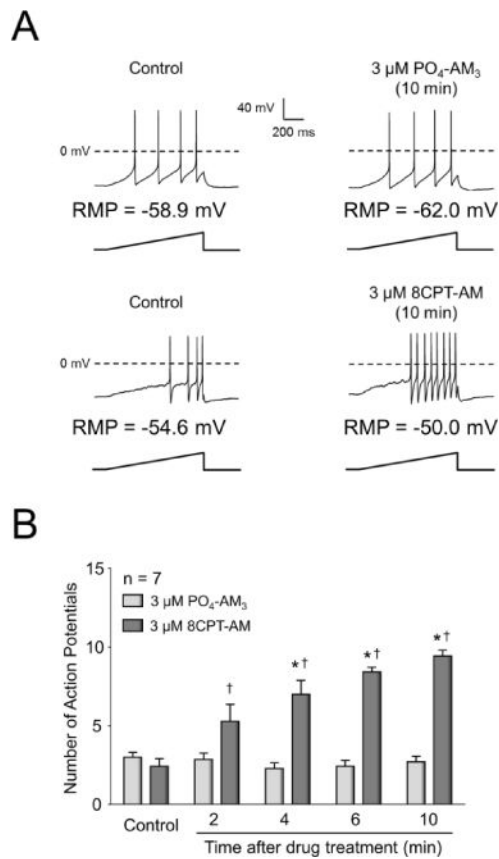 A
Control
3 µM PO₄-AM₃
(10 min)
40 mV
200 ms
0 mV
RMP = -58.9 mV
RMP = -62.0 mV
Control
3 µM 8CPT-AM
(10 min)
0 mV
RMP = -54.6 mV
RMP = -50.0 mV
B
15
10
5
0
Number of Action Potentials
n = 7
3 µM PO₄-AM₃
3 µM 8CPT-AM
†
*†
*†
*†
Control
2
4
6
10
Time after drug treatment (min)